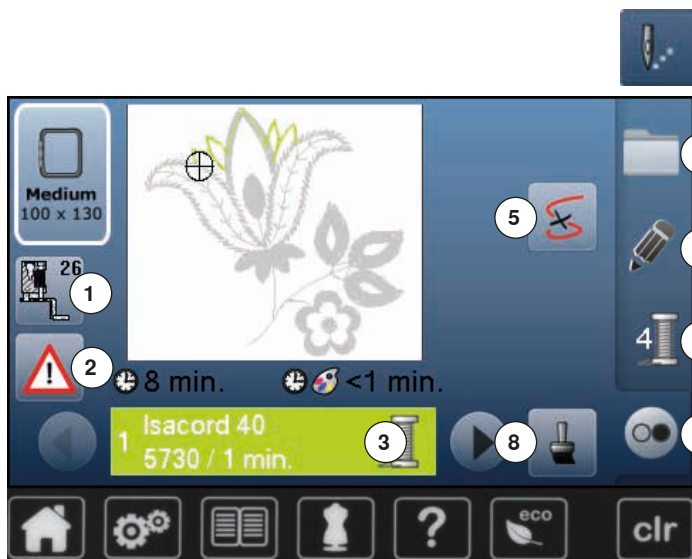 Medium
100 x 130
26
1
2
5
4
8 min.
<1 min.
1 Isacord 40
5730 / 1 min.
3
8
?
eco
clr